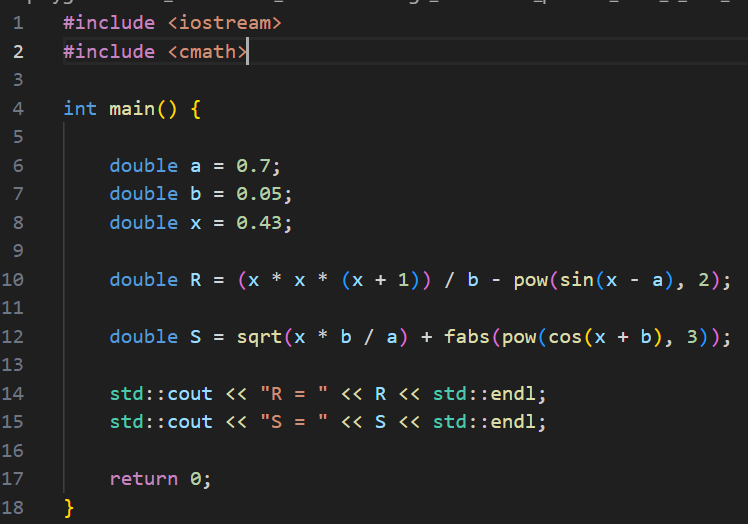 1 #include <iostream>
2 #include <cmath>
3
4 int main() {
5
6     double a = 0.7;
7     double b = 0.05;
8     double x = 0.43;
9
10     double R = (x * x * (x + 1)) / b - pow(sin(x - a), 2);
11
12     double S = sqrt(x * b / a) + fabs(pow(cos(x + b), 3));
13
14     std::cout << "R = " << R << std::endl;
15     std::cout << "S = " << S << std::endl;
16
17     return 0;
18 }